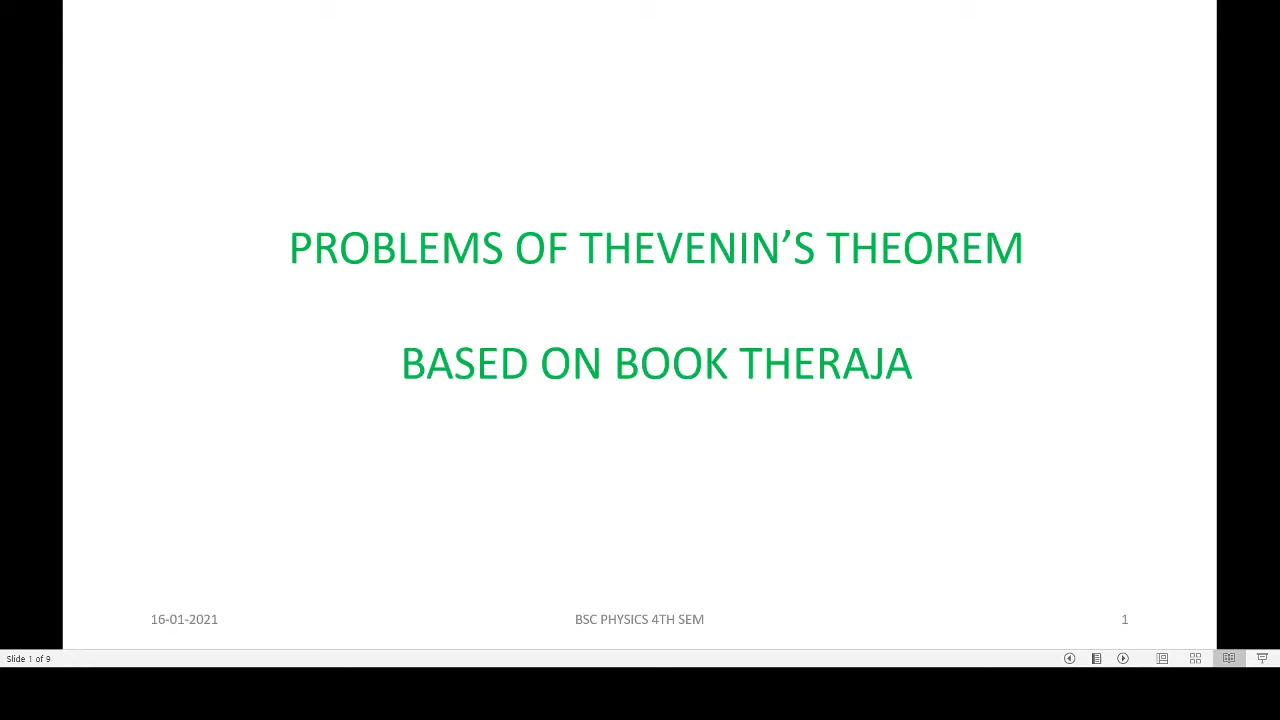 PROBLEMS OF THEVENIN’S THEOREM
BASED ON BOOK THERAJA
16-01-2021
BSC PHYSICS 4TH SEM
1
Slide 1 of 9